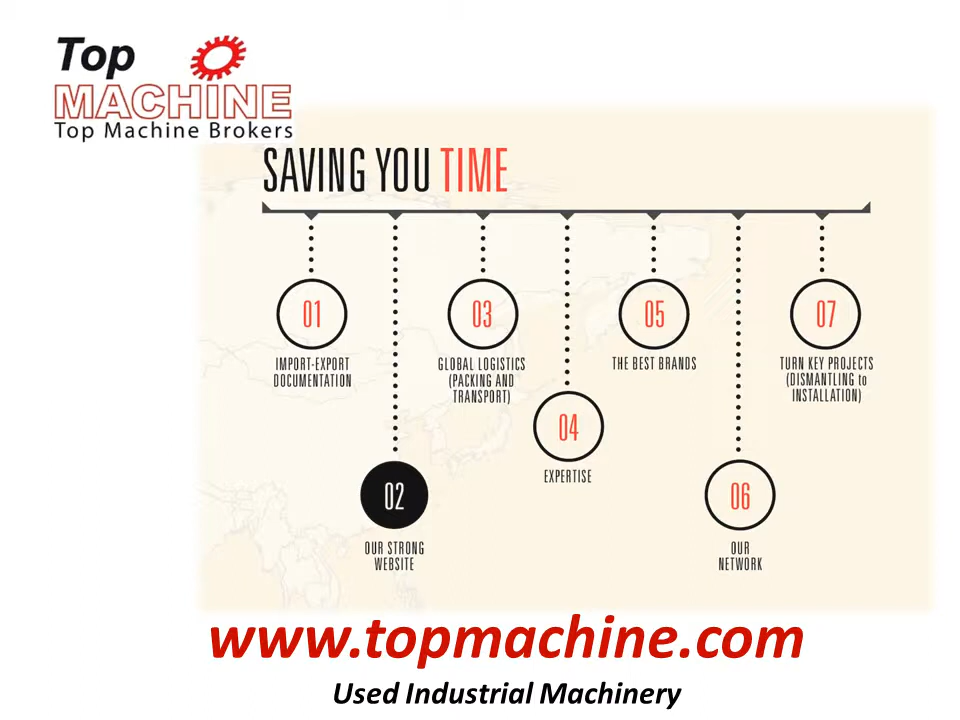 Top
MACHINE
Top Machine Brokers
SAVING YOU TIME
01
IMPORT-EXPORT
DOCUMENTATION
02
OUR STRONG
WEBSITE
03
GLOBAL LOGISTICS
(PACKING AND
TRANSPORT)
04
EXPERTISE
05
THE BEST BRANDS
06
OUR
NETWORK
07
TURN KEY PROJECTS
(DISMANTLING to
INSTALLATION)
www.topmachine.com
Used Industrial Machinery